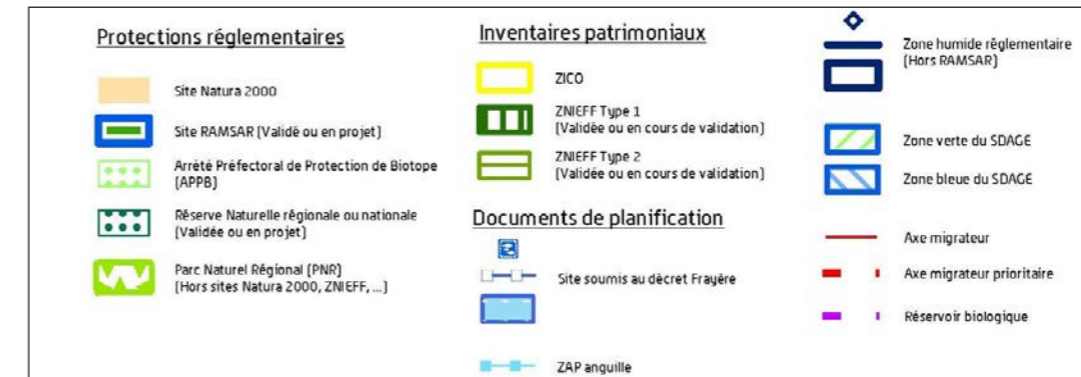 Protections réglementaires
Site Natura 2000
Site RAMSAR (Validé ou en projet)
Arrêté Préfectoral de Protection de Biotope
(APPB)
Réserve Naturelle régionale ou nationale
(Validée ou en projet)
Parc Naturel Régional (PNR)
(Hors sites Natura 2000, ZNIEFF, ...)
Inventaires patrimoniaux
ZICO
ZNIEFF Type 1
(Validée ou en cours de validation)
ZNIEFF Type 2
(Validée ou en cours de validation)
Documents de planification
Site soumis au décret Frayère
ZAP anguille
Zone humide réglementaire
(Hors RAMSAR)
Zone verte du SDAGE
Zone bleue du SDAGE
Axe migrateur
Axe migrateur prioritaire
Réservoir biologique